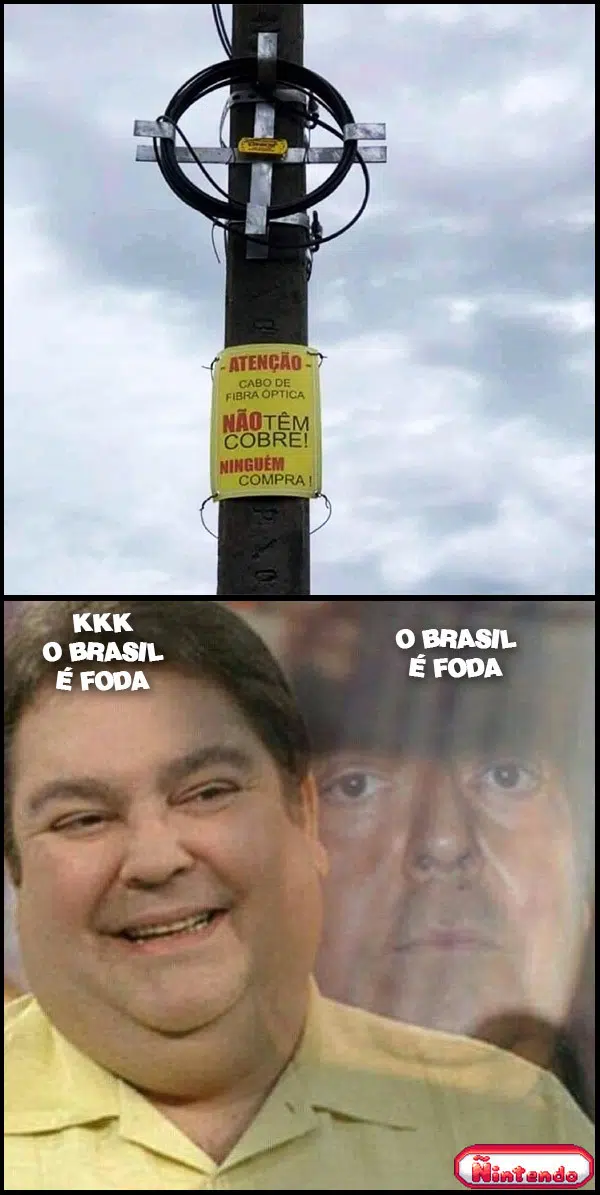 - ATENÇÃO -
CABO DE
FIBRA ÓPTICA
NÃO TÊM
COBRE!
NINGUÉM
COMPRA!
KKK
O BRASIL
É FODA
O BRASIL
É FODA
Ñintendo